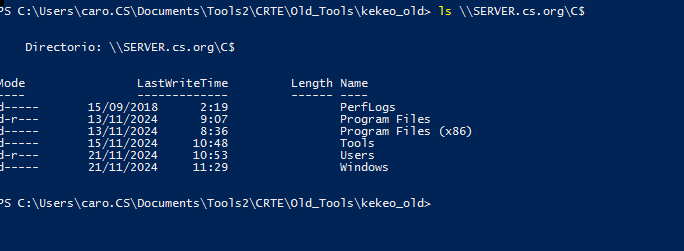 PS C:\Users\caro.CS\Documents\Tools2\CRTE\Old_Tools\kekeo_old> ls \\SERVER.cs.org\C$
Directorio: \\SERVER.cs.org\C$
Mode LastWriteTime Length Name
---- ------------- ------ ----
d----- 15/09/2018 2:19 PerfLogs
d-r--- 13/11/2024 9:07 Program Files
d----- 13/11/2024 8:36 Program Files (x86)
d----- 15/11/2024 10:48 Tools
d-r--- 21/11/2024 10:53 Users
d----- 21/11/2024 11:29 Windows
PS C:\Users\caro.CS\Documents\Tools2\CRTE\Old_Tools\kekeo_old>